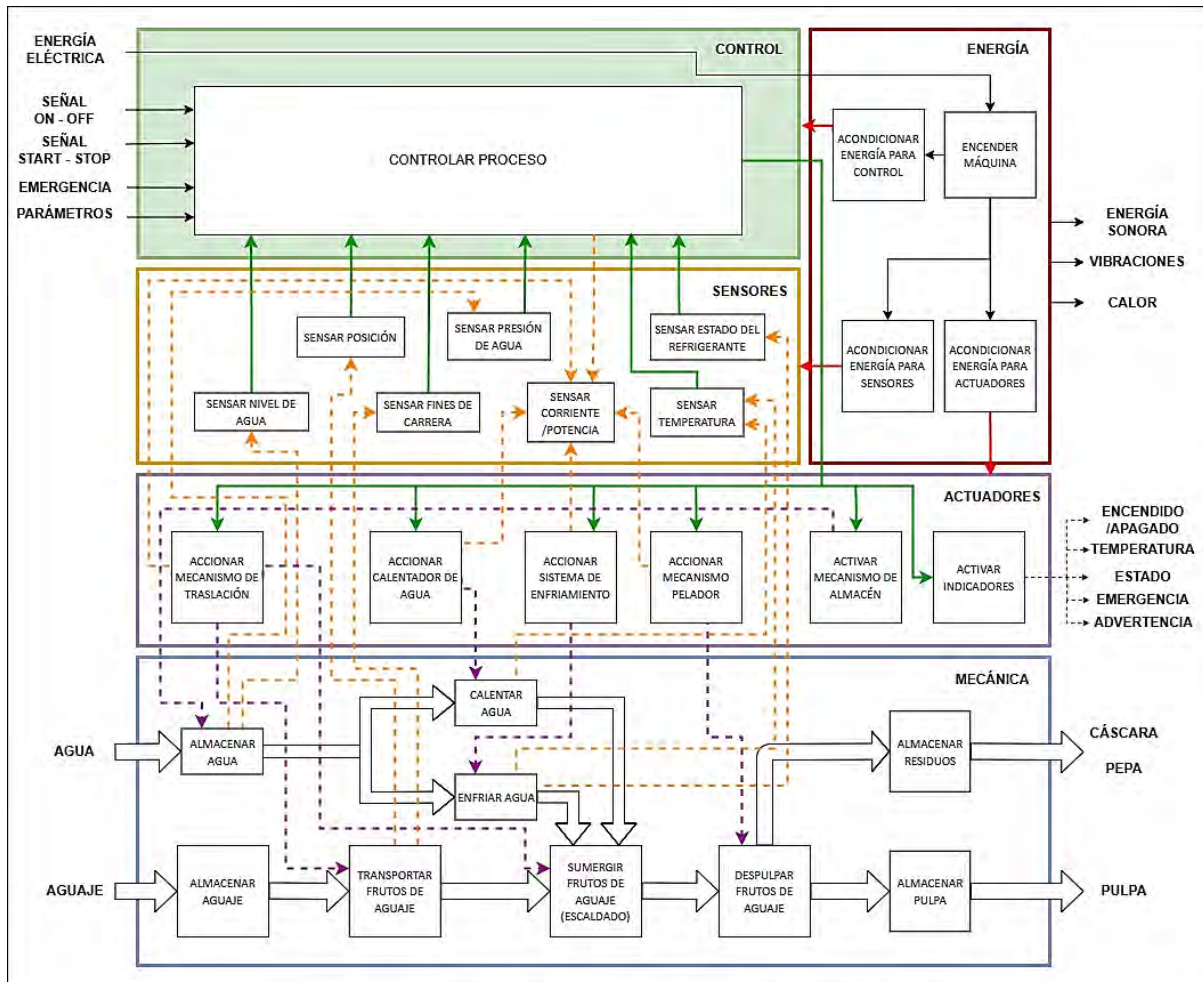 ENERGÍA
ELÉCTRICA
SEÑAL
ON - OFF
SEÑAL
START - STOP
EMERGENCIA
PARÁMETROS
CONTROL
CONTROLAR PROCESO
ENERGÍA
ACONDICIONAR
ENERGÍA PARA
CONTROL
ENCENDER
MÁQUINA
ACONDICIONAR
ENERGÍA PARA
SENSORES
ACONDICIONAR
ENERGÍA PARA
ACTUADORES
ENERGÍA
SONORA
VIBRACIONES
CALOR
SENSORES
SENSAR POSICIÓN
SENSAR PRESIÓN
DE AGUA
SENSAR ESTADO DEL
REFRIGERANTE
SENSAR NIVEL DE
AGUA
SENSAR FINES DE
CARRERA
SENSAR
CORRIENTE
/POTENCIA
SENSAR
TEMPERATURA
ACTUADORES
ACCIONAR
MECANISMO DE
TRASLACIÓN
ACCIONAR
CALENTADOR DE
AGUA
ACCIONAR
SISTEMA DE
ENFRIAMIENTO
ACCIONAR
MECANISMO
PELADOR
ACTIVAR
MECANISMO DE
ALMACÉN
ACTIVAR
INDICADORES
ENCENDIDO
/APAGADO
TEMPERATURA
ESTADO
EMERGENCIA
ADVERTENCIA
MECÁNICA
AGUA
ALMACENAR
AGUA
CALENTAR
AGUA
ENFRIAR AGUA
ALMACENAR
RESIDUOS
CÁSCARA
PEPA
AGUAJE
ALMACENAR
AGUAJE
TRANSPORTAR
FRUTOS DE
AGUAJE
SUMERGIR
FRUTOS DE
AGUAJE
(ESCALDADO)
DESPULPAR
FRUTOS DE
AGUAJE
ALMACENAR
PULPA
PULPA